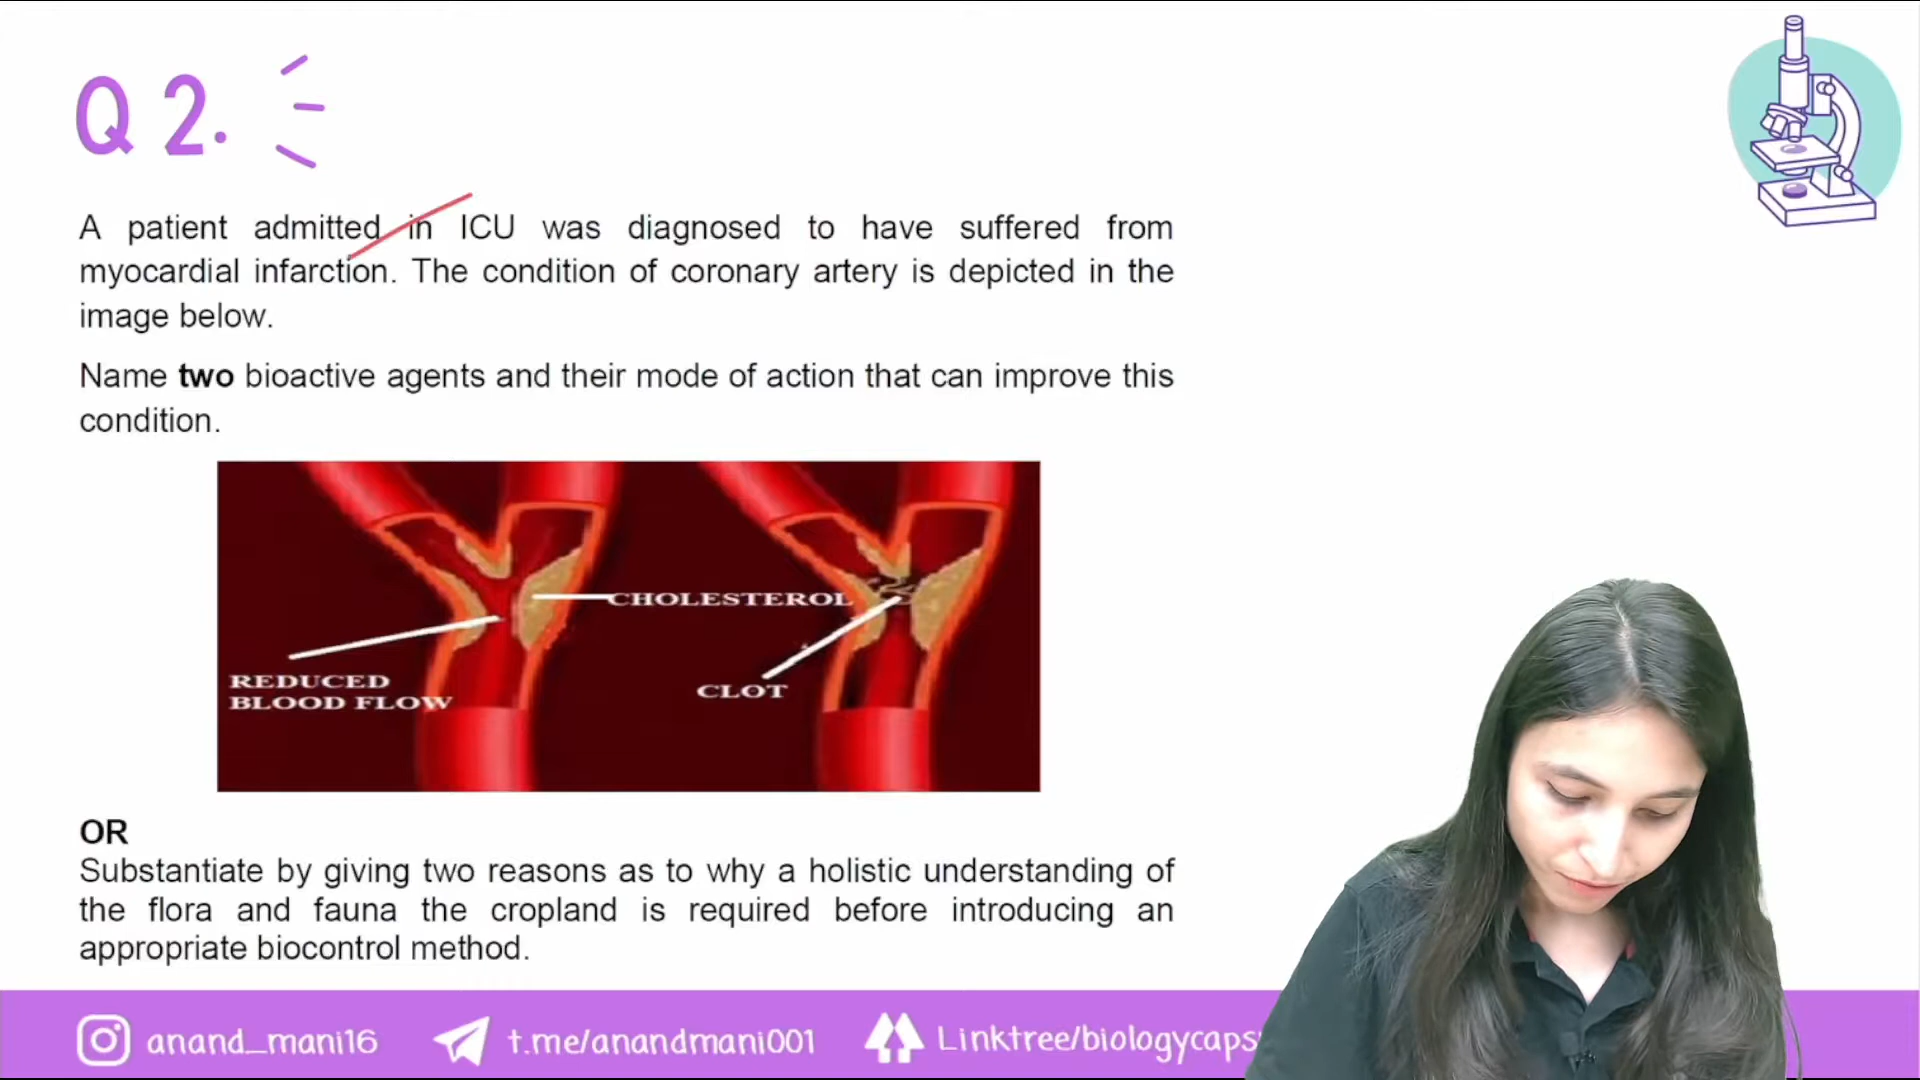 Q 2.
A patient admitted in ICU was diagnosed to have suffered from
myocardial infarction. The condition of coronary artery is depicted in the
image below.
Name two bioactive agents and their mode of action that can improve this
condition.
CHOLESTEROL
REDUCED
BLOOD FLOW
CLOT
OR
Substantiate by giving two reasons as to why a holistic understanding of
the flora and fauna the cropland is required before introducing an
appropriate biocontrol method.
anand_mani16
t.me/anandmani001
Linktree/biologycaps